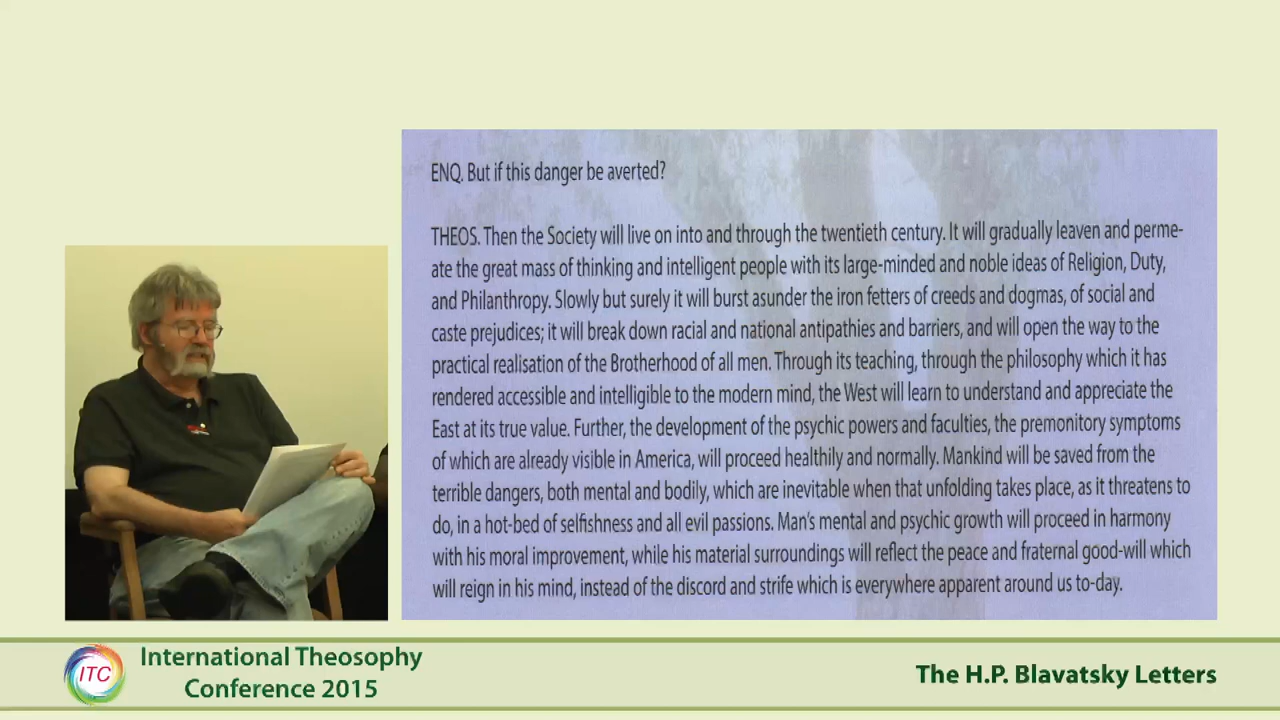 ENQ. But if this danger be averted?
THEOS. Then the Society will live on into and through the twentieth century. It will gradually leaven and perme-
ate the great mass of thinking and intelligent people with its large-minded and noble ideas of Religion, Duty,
and Philanthropy. Slowly but surely it will burst asunder the iron fetters of creeds and dogmas, of social and
caste prejudices; it will break down racial and national antipathies and barriers, and will open the way to the
practical realisation of the Brotherhood of all men. Through its teaching, through the philosophy which it has
rendered accessible and intelligible to the modern mind, the West will learn to understand and appreciate the
East at its true value. Further, the development of the psychic powers and faculties, the premonitory symptoms
of which are already visible in America, will proceed healthily and normally. Mankind will be saved from the
terrible dangers, both mental and bodily, which are inevitable when that unfolding takes place, as it threatens to
do, in a hot-bed of selfishness and all evil passions. Man's mental and psychic growth will proceed in harmony
with his moral improvement, while his material surroundings will reflect the peace and fraternal good-will which
will reign in his mind, instead of the discord and strife which is everywhere apparent around us to-day.
ITC
International Theosophy
Conference 2015
The H.P. Blavatsky Letters